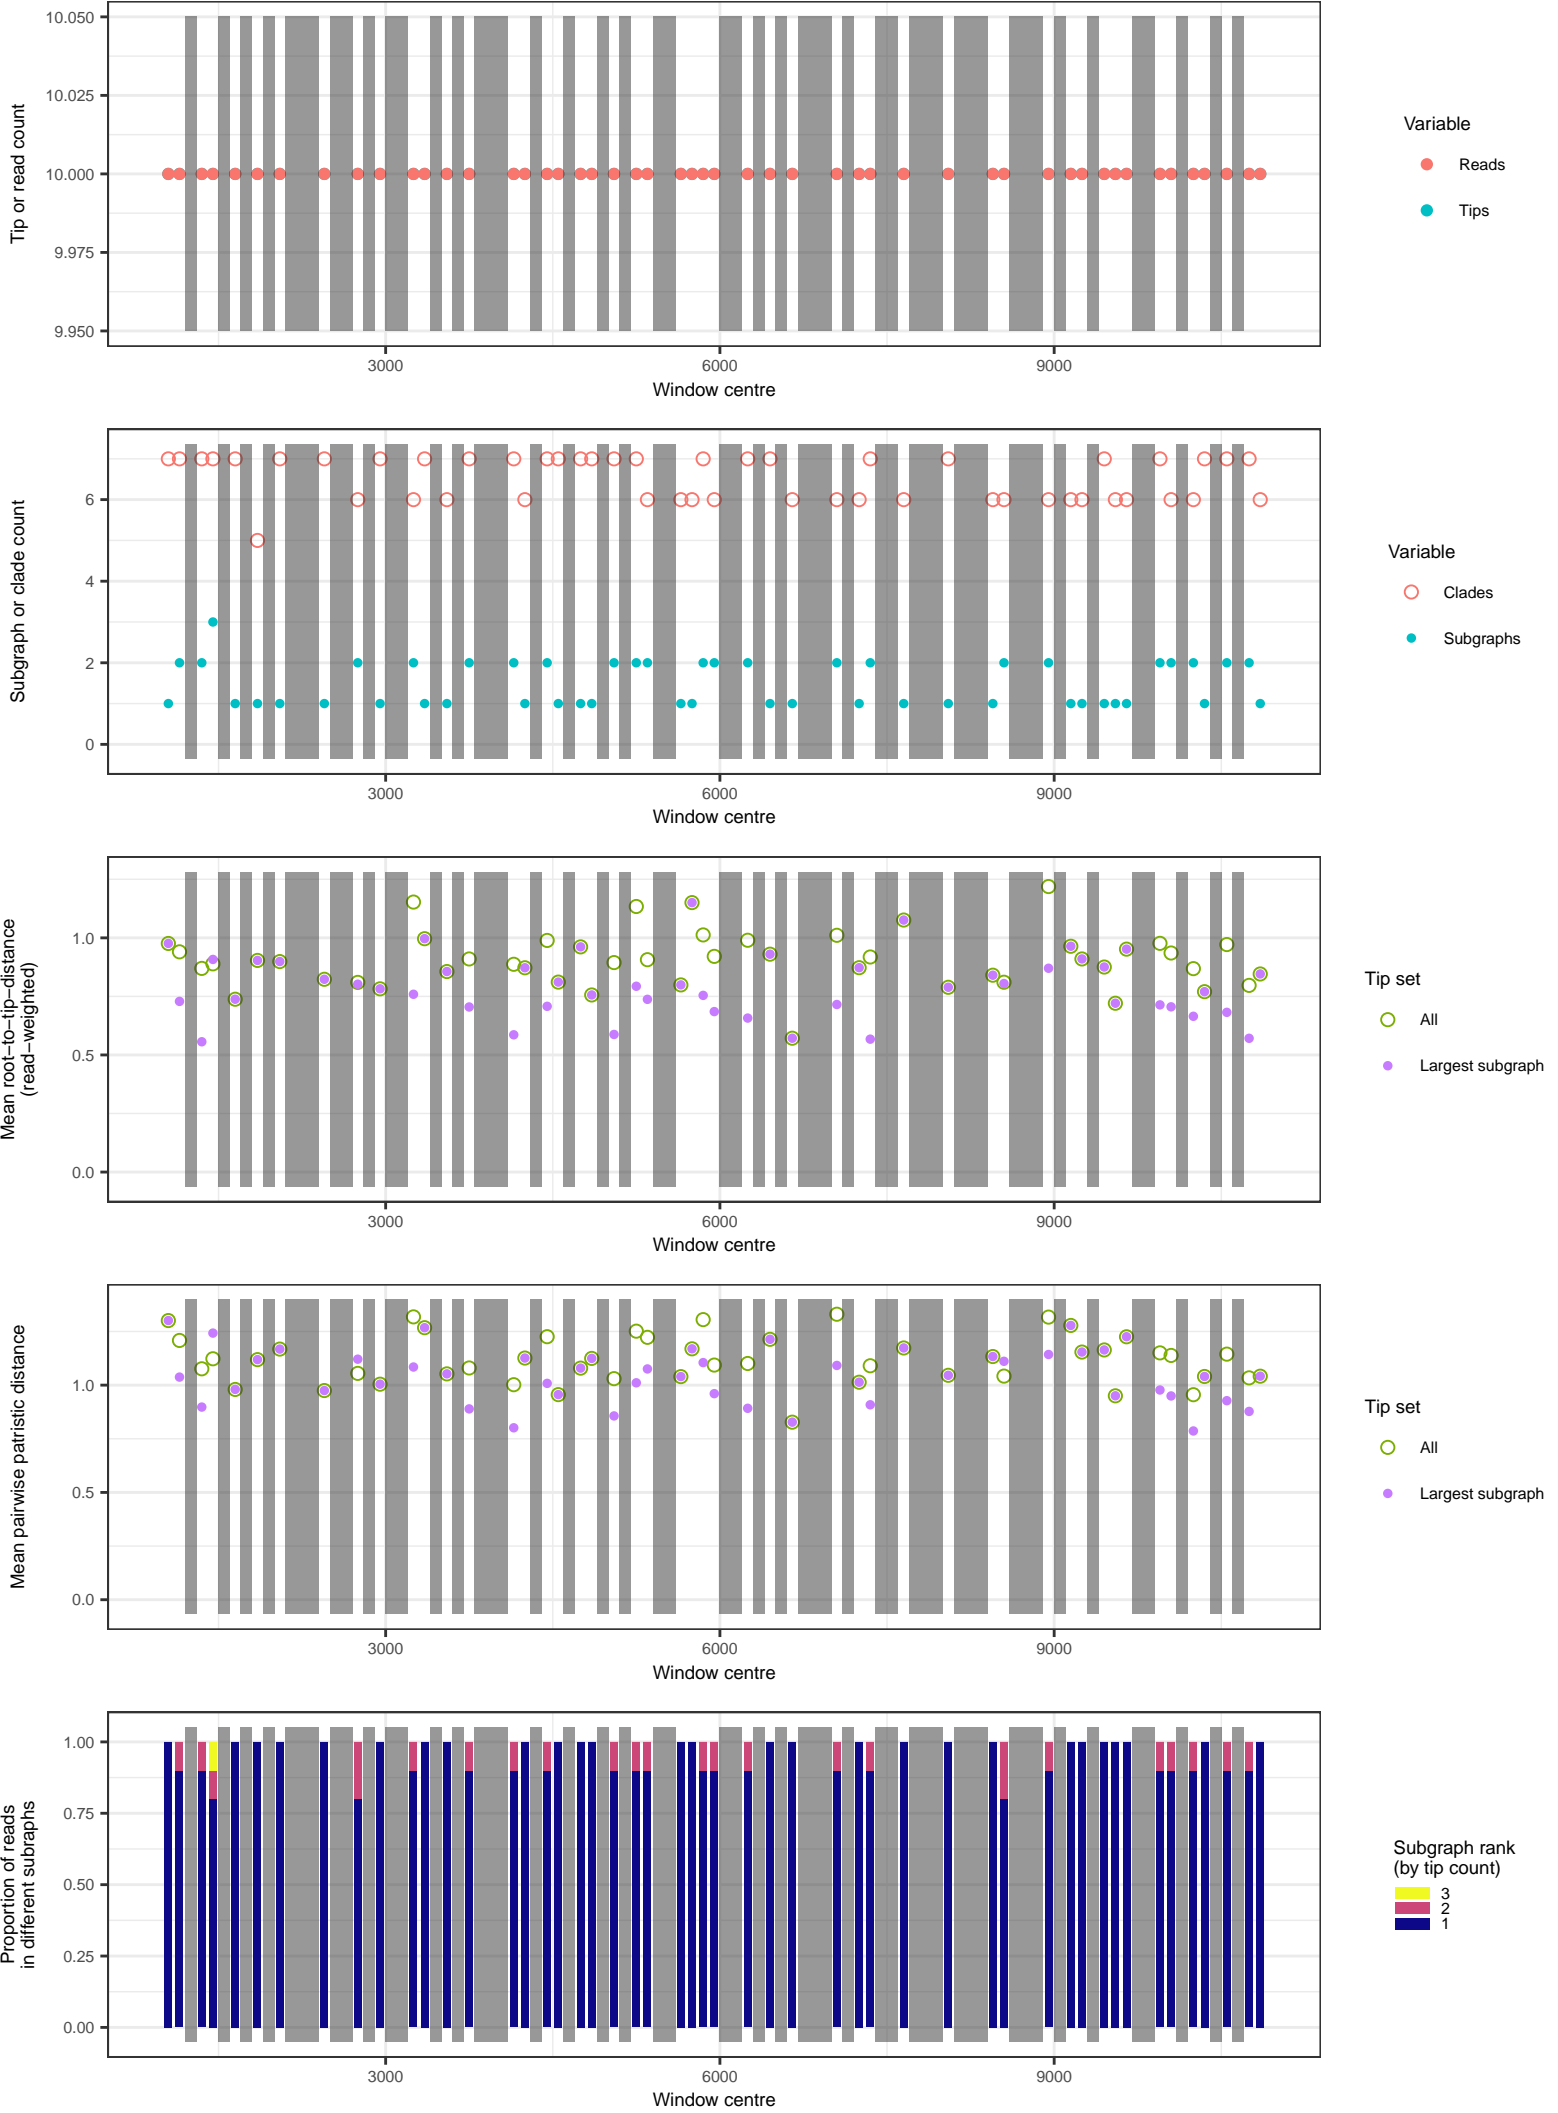 10.050
10.025
10.000
9.975
9.950
Tip or read count
3000 6000 9000
Window centre
Variable
Reads
Tips
6
4
2
0
Subgraph or clade count
3000 6000 9000
Window centre
Variable
Clades
Subgraphs
1.0
0.5
0.0
Mean root−to−tip−distance
(read−weighted)
3000 6000 9000
Window centre
Tip set
All
Largest subgraph
1.0
0.5
0.0
Mean pairwise patristic distance
3000 6000 9000
Window centre
Tip set
All
Largest subgraph
1.00
0.75
0.50
0.25
0.00
Proportion of reads
in different subraphs
3000 6000 9000
Window centre
Subgraph rank
(by tip count)
3
2
1